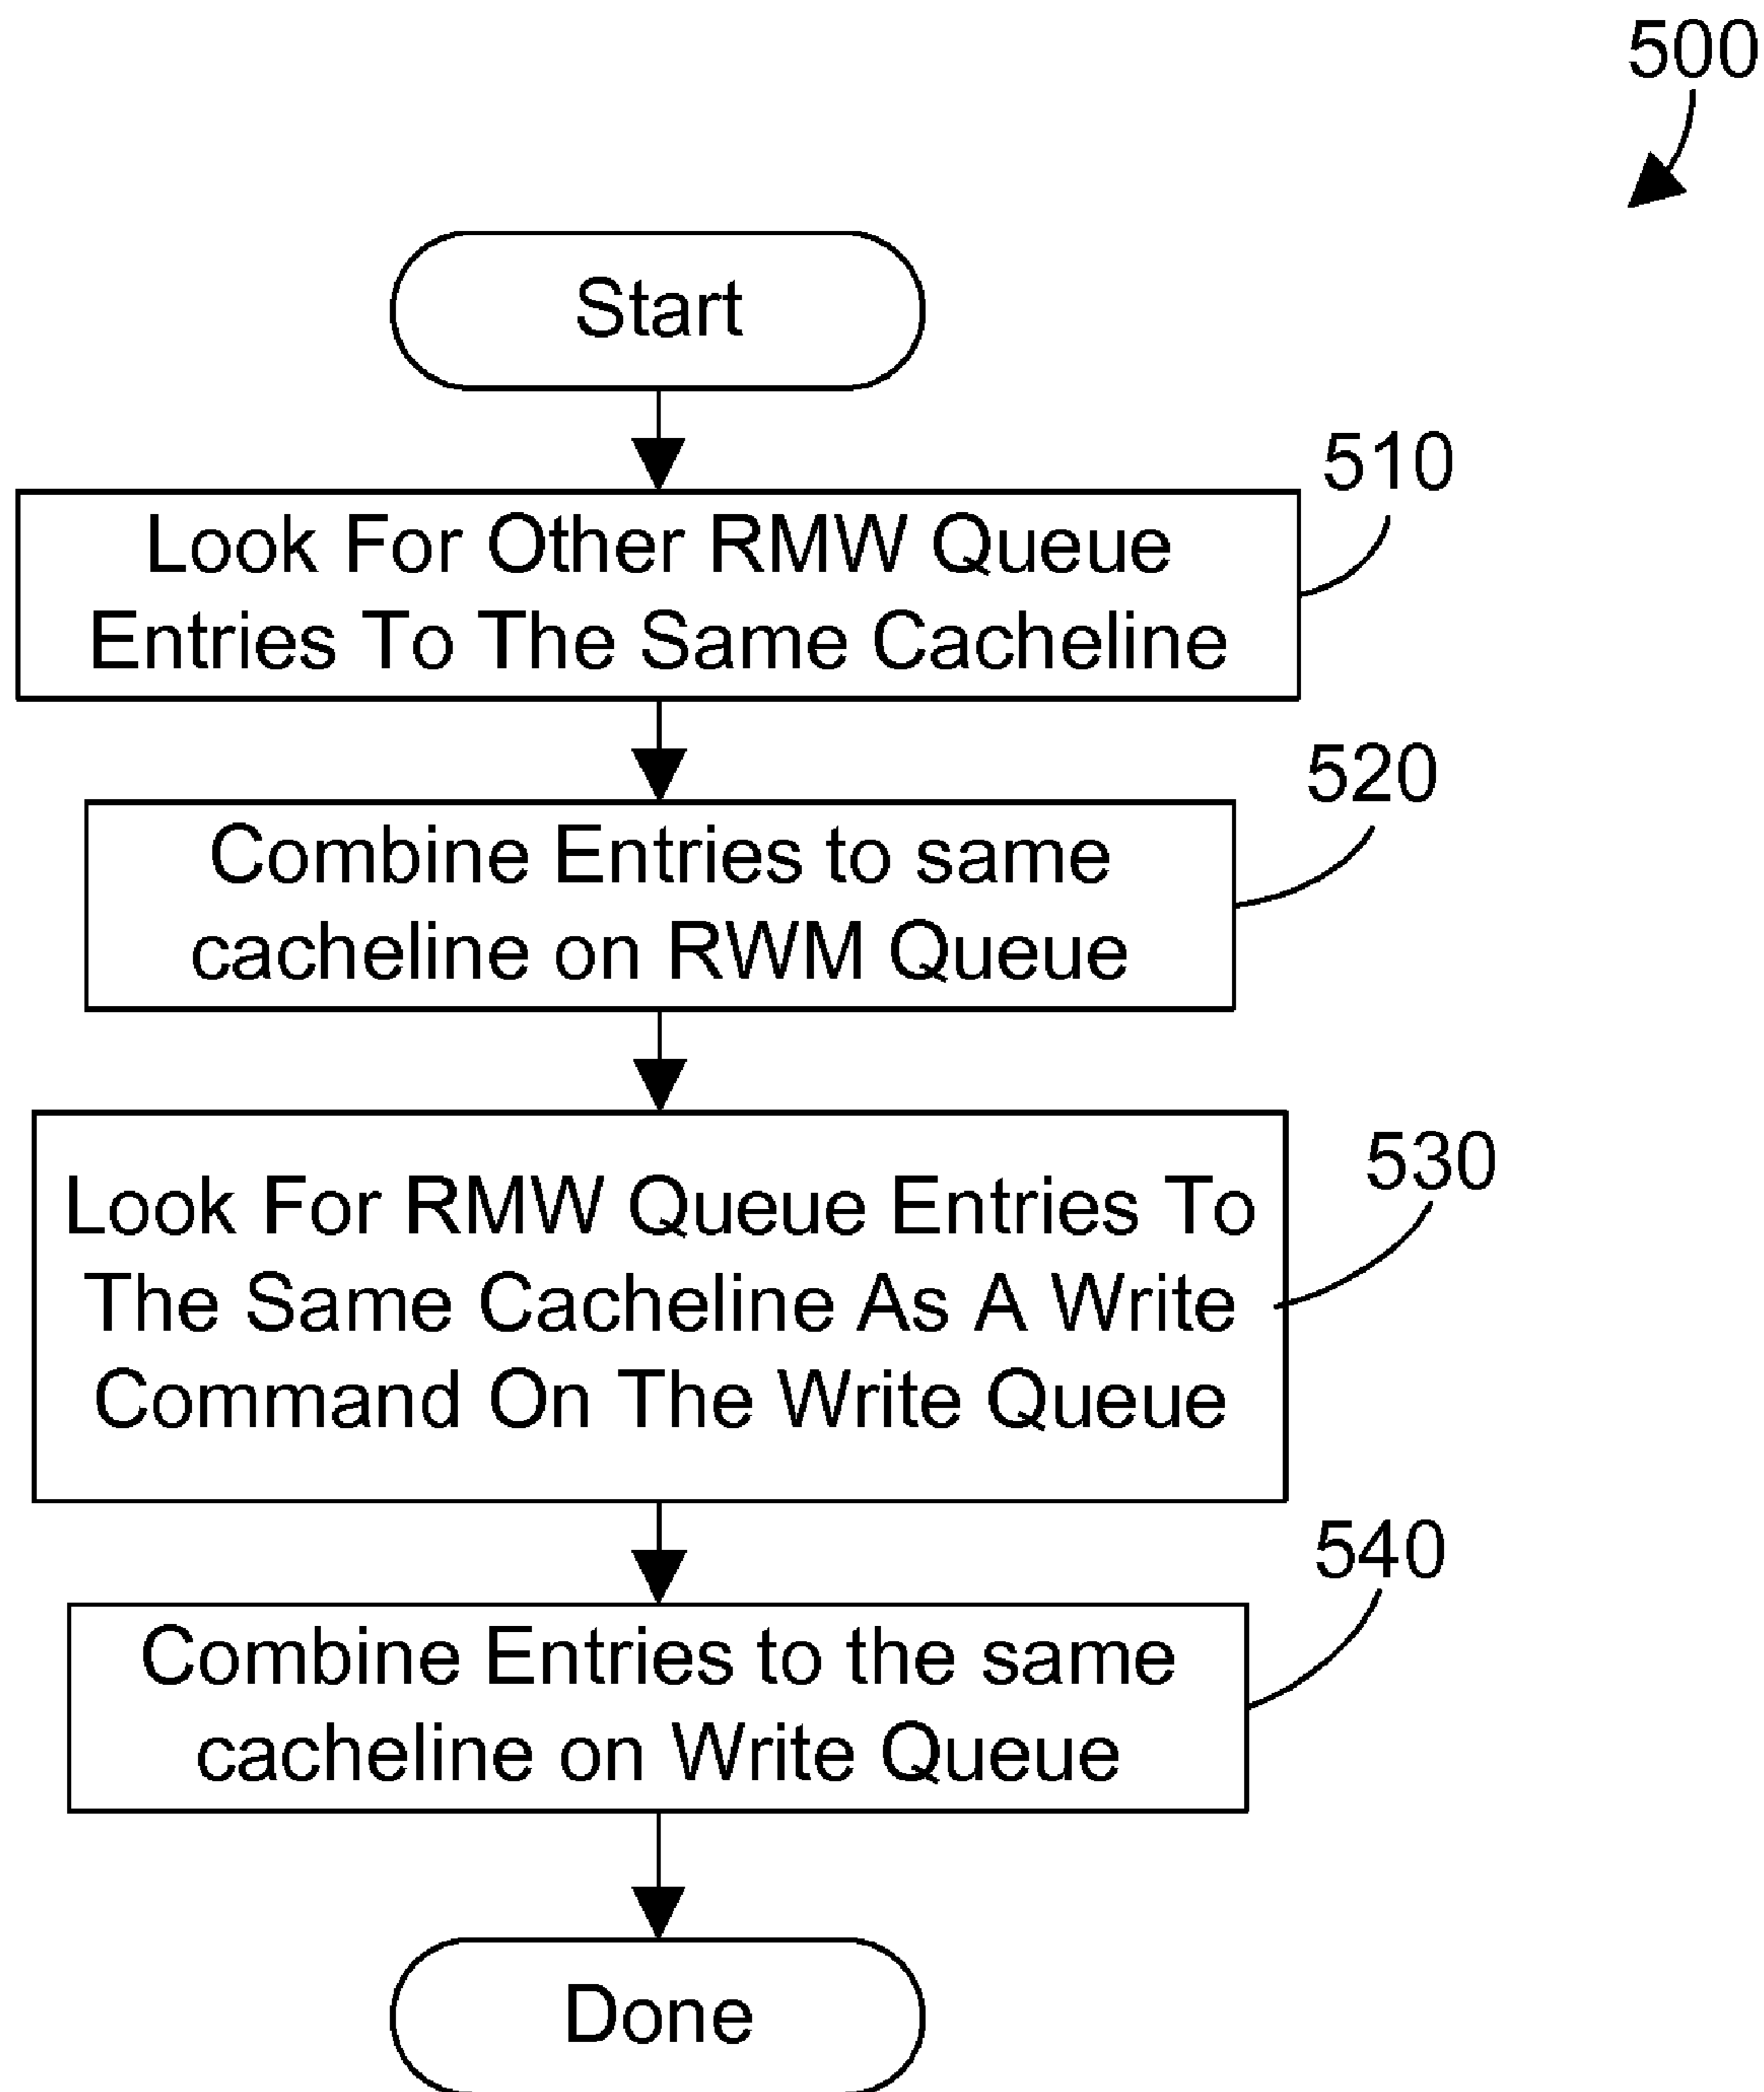 500
Start
510
Look For Other RMW Queue
Entries To The Same Cacheline
520
Combine Entries to same
cacheline on RWM Queue
530
Look For RMW Queue Entries To
The Same Cacheline As A Write
Command On The Write Queue
540
Combine Entries to the same
cacheline on Write Queue
Done